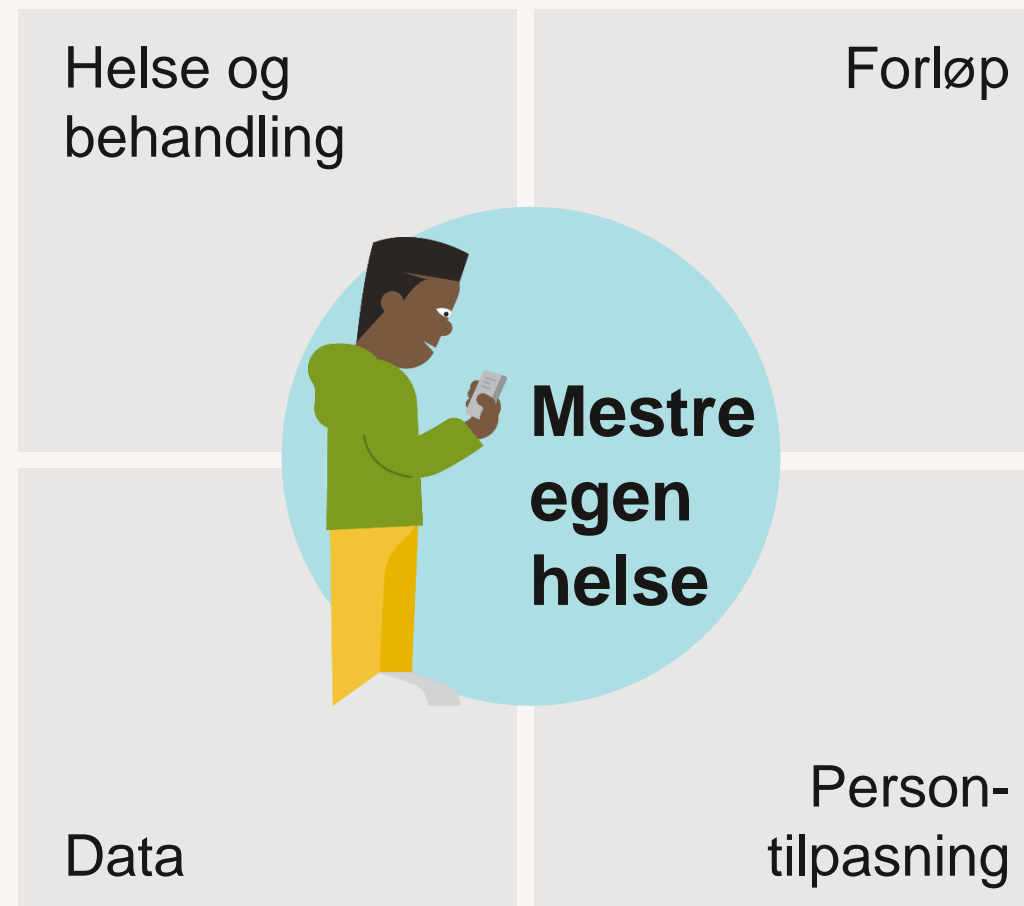 Helse og
behandling
Forløp
Mestre
egen
helse
Data
Person-
tilpasning